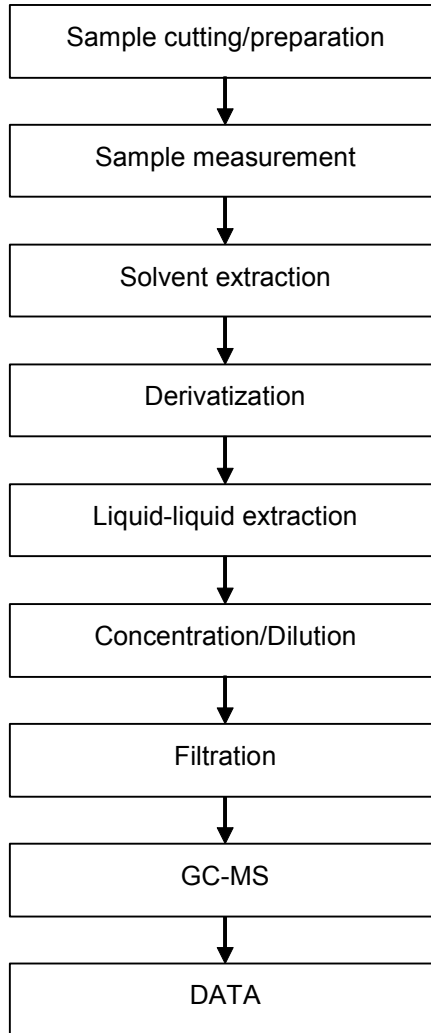 Sample cutting/preparation
Sample measurement
Solvent extraction
Derivatization
Liquid-liquid extraction
Concentration/Dilution
Filtration
GC-MS
DATA